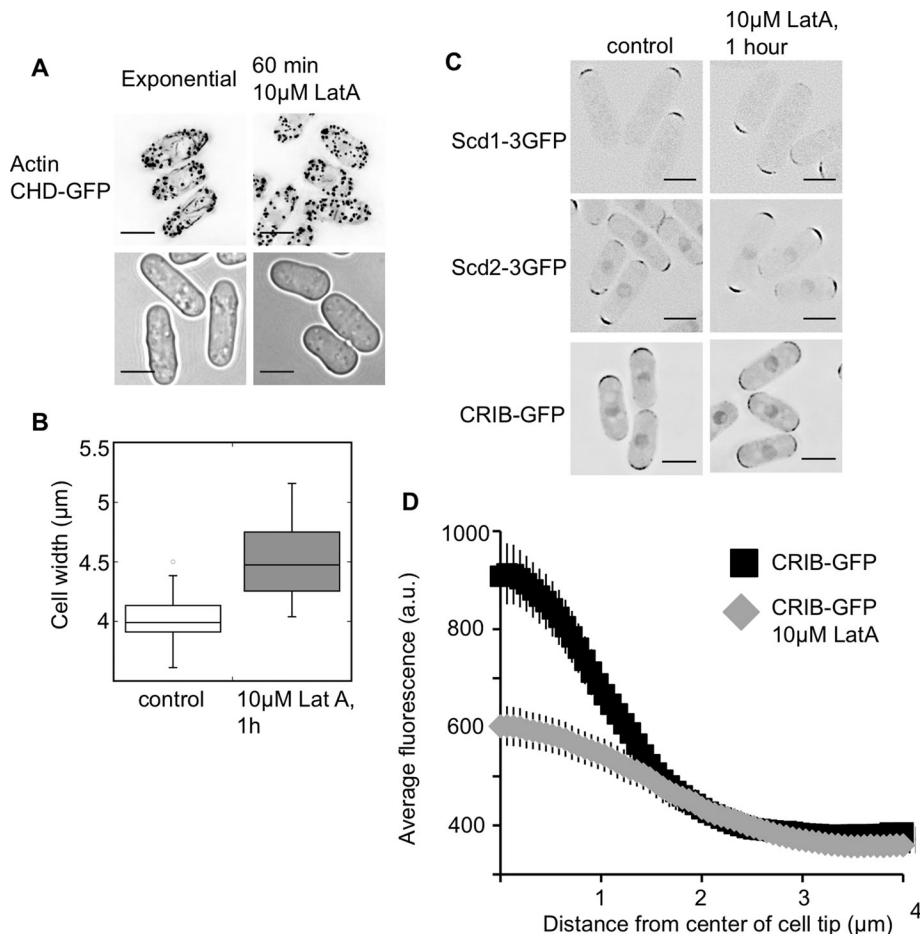 A
Exponential
60 min
10µM LatA
Actin
CHD-GFP
B
5.5
5
4.5
4
Cell width (µm)
control
10µM Lat A,
1h
C
control
10µM LatA,
1 hour
Scd1-3GFP
Scd2-3GFP
CRIB-GFP
D
1000
800
600
400
Average fluorescence (a.u.)
CRIB-GFP
CRIB-GFP
10µM LatA
1
2
3
4
Distance from center of cell tip (µm)